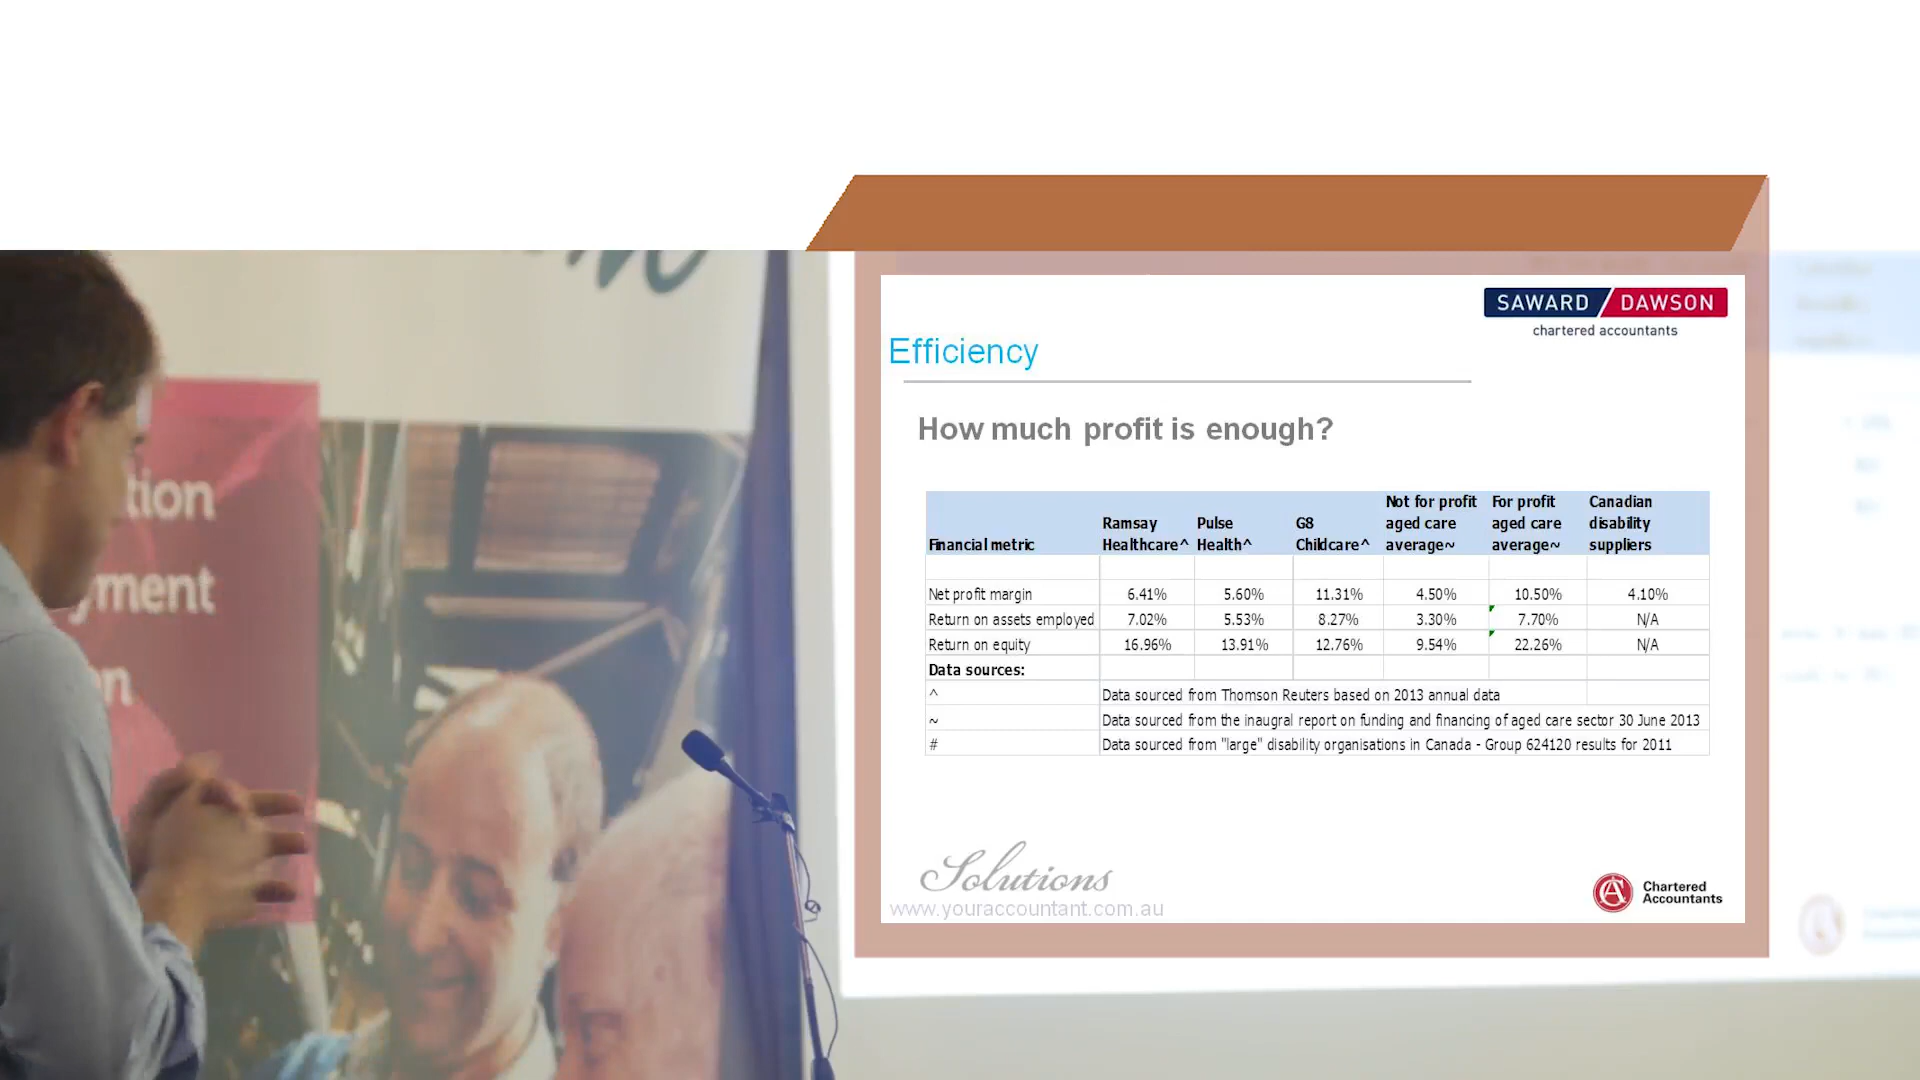 tion
yment
on
SAWARD DAWSON
chartered accountants
Efficiency
How much profit is enough?
Financial metric Ramsay Healthcare^ Pulse Health^ G8 Childcare^ Not for profit aged care average~ For profit aged care average~ Canadian disability suppliers
Net profit margin 6.41% 5.60% 11.31% 4.50% 10.50% 4.10%
Return on assets employed 7.02% 5.53% 8.27% 3.30% 7.70% N/A
Return on equity 16.96% 13.91% 12.76% 9.54% 22.26% N/A
Data sources:
^ Data sourced from Thomson Reuters based on 2013 annual data
~ Data sourced from the inaugral report on funding and financing of aged care sector 30 June 2013
# Data sourced from "large" disability organisations in Canada - Group 624120 results for 2011
Solutions
www.youraccountant.com.au
CA Chartered
Accountants